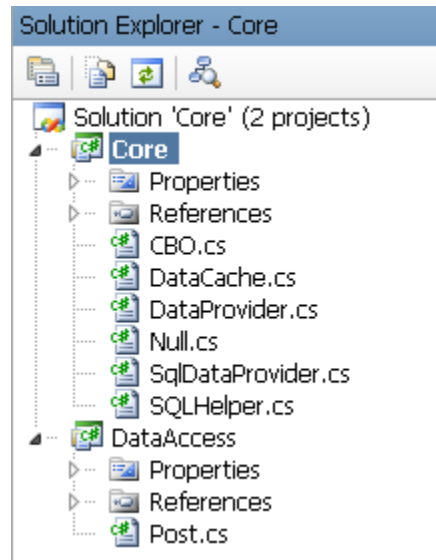 Solution Explorer - Core
Solution 'Core' (2 projects)
Core
Properties
References
CBO.cs
DataCache.cs
DataProvider.cs
Null.cs
SqlDataProvider.cs
SQLHelper.cs
DataAccess
Properties
References
Post.cs